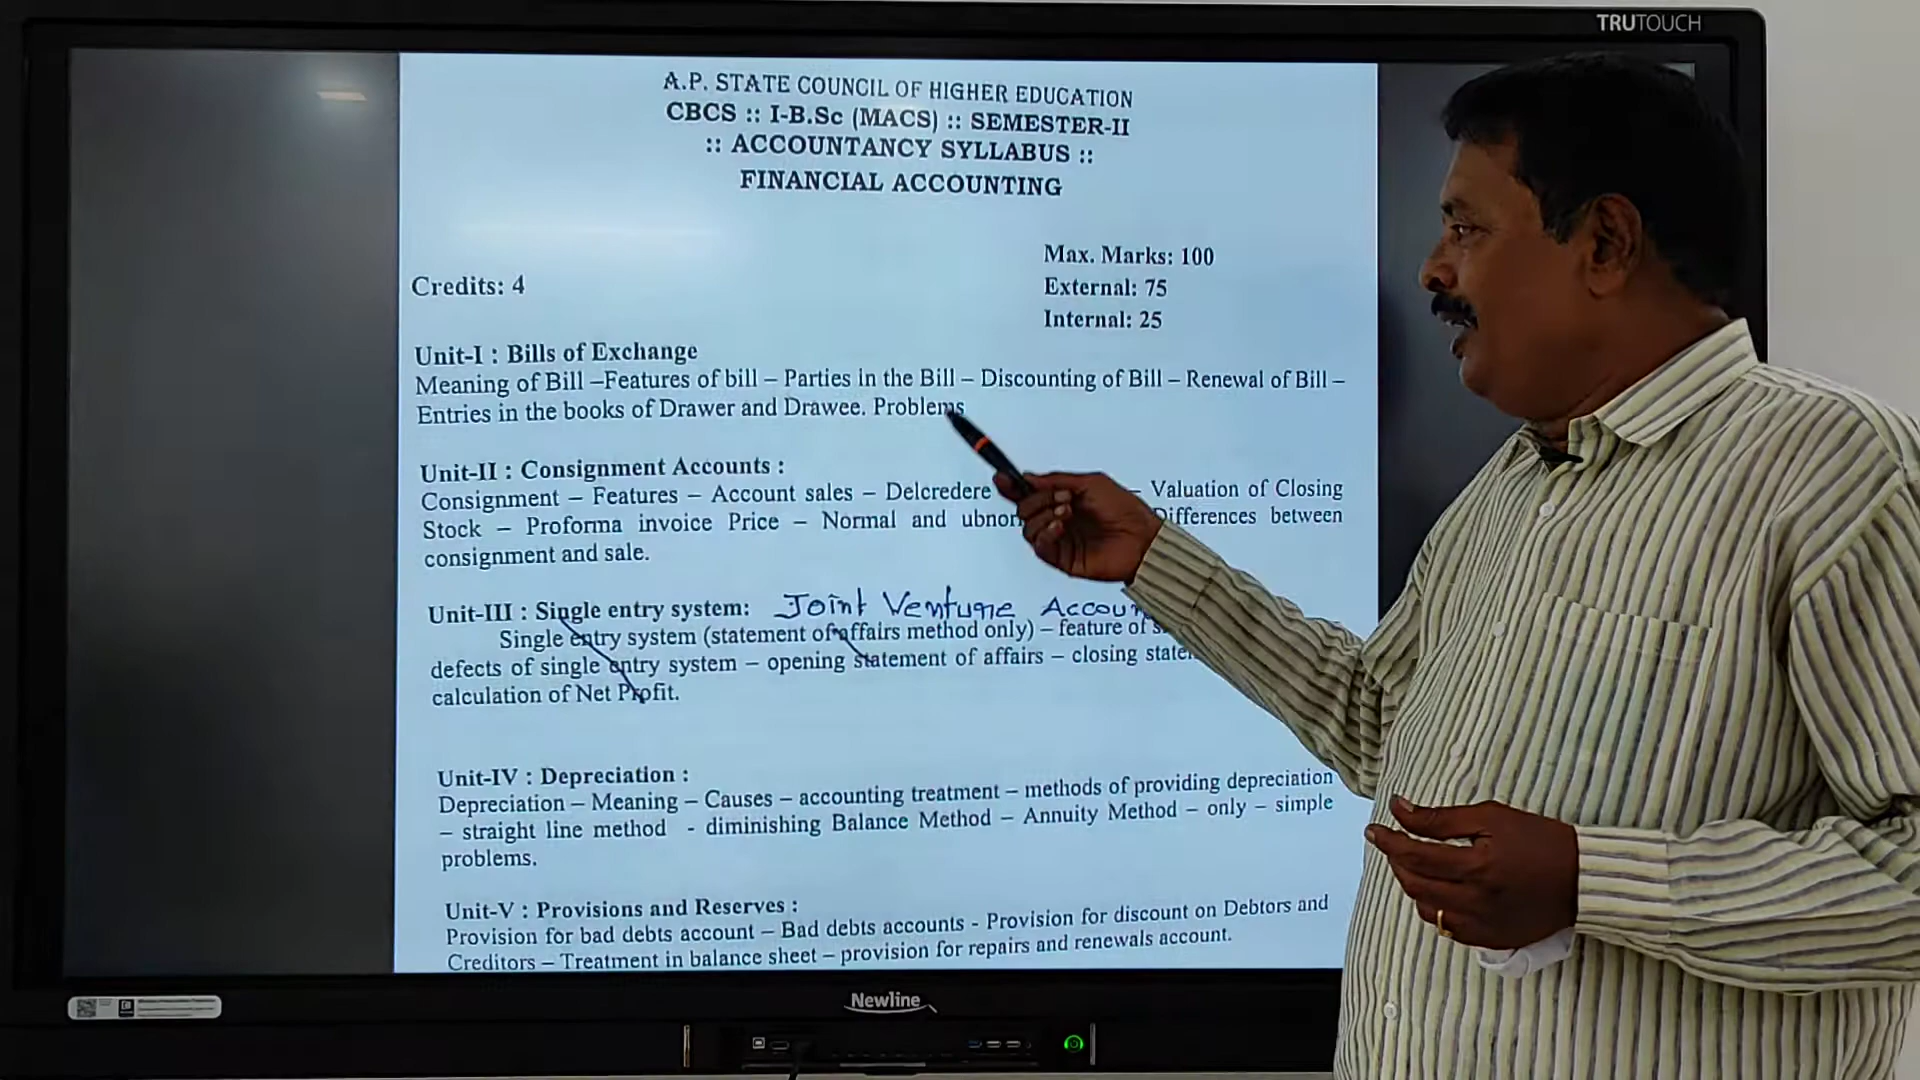 TRUTOUCH
A.P. STATE COUNCIL OF HIGHER EDUCATION
CBCS :: I-B.Sc (MACS) :: SEMESTER-II
:: ACCOUNTANCY SYLLABUS ::
FINANCIAL ACCOUNTING
Max. Marks: 100
Credits: 4
External: 75
Internal: 25
Unit-I : Bills of Exchange
Meaning of Bill –Features of bill – Parties in the Bill – Discounting of Bill – Renewal of Bill –
Entries in the books of Drawer and Drawee. Problems
Unit-II : Consignment Accounts :
Consignment – Features – Account sales – Delcredere – Valuation of Closing
Stock – Proforma invoice Price – Normal and Differences between
consignment and sale.
Unit-III : Single entry system: Joint Venture
Single entry system (statement of affairs method only) – feature of
defects of single entry system – opening statement of affairs – closing
calculation of Net Profit.
Unit-IV : Depreciation :
Depreciation – Meaning – Causes – accounting treatment – methods of providing depreciation
– straight line method - diminishing Balance Method – Annuity Method – only – simple
problems.
Unit-V : Provisions and Reserves :
Provision for bad debts account – Bad debts accounts - Provision for discount on Debtors and
Creditors – Treatment in balance sheet – provision for repairs and renewals account.
Newline